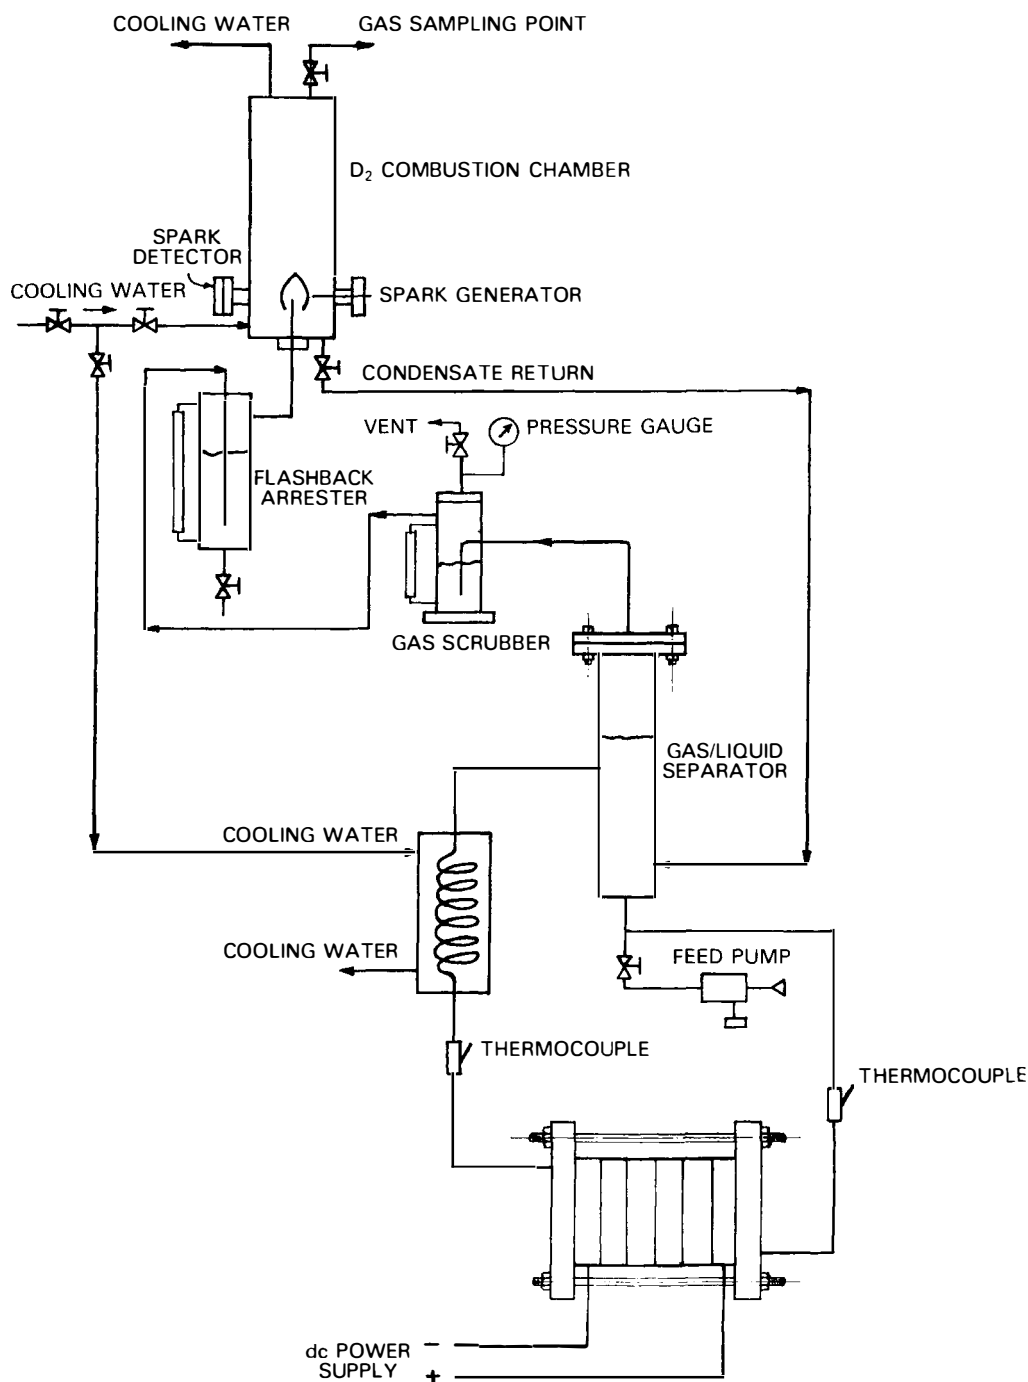 COOLING WATER
GAS SAMPLING POINT
D₂ COMBUSTION CHAMBER
SPARK
DETECTOR
COOLING WATER
SPARK GENERATOR
CONDENSATE RETURN
VENT
PRESSURE GAUGE
FLASHBACK
ARRESTER
GAS SCRUBBER
GAS/LIQUID
SEPARATOR
COOLING WATER
COOLING WATER
FEED PUMP
THERMOCOUPLE
THERMOCOUPLE
dc POWER
SUPPLY
−
+